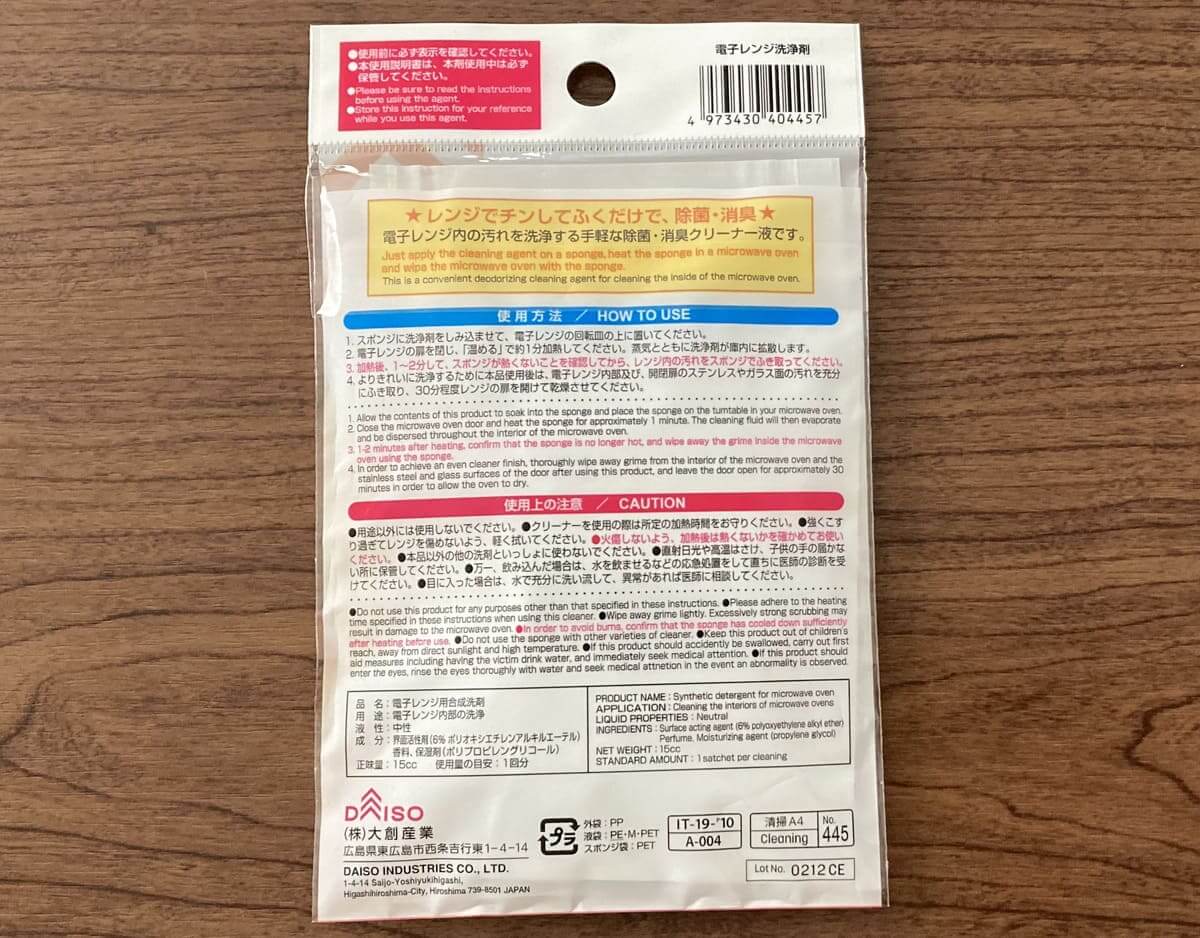 ●使用前に必ず表示を確認してください。
●本使用説明書は、本剤使用中は必ず
保管してください。
●Please be sure to read the instructions
before using the agent.
●Store this instruction for your reference
while you use this agent.
電子レンジ洗浄剤
4 973430 404457
★レンジでチンしてふくだけで、除菌・消臭★
電子レンジ内の汚れを洗浄する手軽な除菌・消臭クリーナー液です。
Just apply the cleaning agent on a sponge, heat the sponge in a microwave oven
and wipe the microwave oven with the sponge.
This is a convenient deodorizing cleaning agent for cleaning the inside of the microwave oven.
使用方法 / HOW TO USE
1. スポンジに洗浄剤をしみ込ませて、電子レンジの回転皿の上に置いてください。
2. 電子レンジの扉を閉じ、「温める」で約1分加熱してください。蒸気とともに洗浄剤が庫内に拡散します。
3. 加熱後、1〜2分して、スポンジが熱くないことを確認してから、レンジ内の汚れをスポンジでふき取ってください。
4. よりきれいに洗浄するために本品使用後は、電子レンジ内部及び、開閉扉のステンレスやガラス面の汚れを充分
にふき取り、30分程度レンジの扉を開けて乾燥させてください。
1. Allow the contents of this product to soak into the sponge and place the sponge on the turntable in your microwave oven.
2. Close the microwave oven door and heat the sponge for approximately 1 minute. The cleaning fluid will then evaporate
and be dispersed throughout the interior of the microwave oven.
3. 1-2 minutes after heating, confirm that the sponge is no longer hot, and wipe away the grime inside the microwave
oven using the sponge.
4. In order to achieve an even cleaner finish, thoroughly wipe away grime from the interior of the microwave oven and the
stainless steel and glass surfaces of the door after using this product, and leave the door open for approximately 30
minutes in order to allow the oven to dry.
使用上の注意 / CAUTION
●用途以外には使用しないでください。●クリーナーを使用の際は所定の加熱時間をお守りください。●強くこす
り過ぎてレンジを傷めないよう、軽く拭いてください。●火傷しないよう、加熱後は熱くないかを確かめてお使い
ください。●本品以外の他の洗剤といっしょに使わないでください。●直射日光や高温はさけ、子供の手の届かな
い所に保管してください。●万一、飲み込んだ場合は、水を飲ませるなどの応急処置をして直ちに医師の診断を受
けてください。●目に入った場合は、水で充分に洗い流して、異常があれば医師に相談してください。
●Do not use this product for any purposes other than that specified in these instructions. ●Please adhere to the heating
time specified in these instructions when using this cleaner. ●Wipe away grime lightly. Excessively strong scrubbing may
result in damage to the microwave oven. ●In order to avoid burns, confirm that the sponge has cooled down sufficiently
after heating before use. ●Do not use the sponge with other varieties of cleaner. ●Keep this product out of children's
reach, away from direct sunlight and high temperature. ●If this product should accidently be swallowed, carry out first
aid measures including having the victim drink water, and immediately seek medical attention. ●If this product should
enter the eyes, rinse the eyes thoroughly with water and seek medical attnetion in the event an abnormality is observed.
品 名：電子レンジ用合成洗剤
用 途：電子レンジ内部の洗浄
液 性：中性
成 分：界面活性剤(6% ポリオキシエチレンアルキルエーテル)
香料、保湿剤(ポリプロピレングリコール)
正味量：15cc 使用量の目安：1回分
PRODUCT NAME : Synthetic detergent for microwave oven
APPLICATION : Cleaning the interiors of microwave ovens
LIQUID PROPERTIES : Neutral
INGREDIENTS : Surface acting agent (6% polyoxyethylene alkyl ether)
Perfume, Moisturizing agent (propylene glycol)
NET WEIGHT : 15cc
STANDARD AMOUNT : 1 satchet per cleaning
DAISO
(株)大創産業
広島県東広島市西条吉行東1-4-14
DAISO INDUSTRIES CO., LTD.
1-4-14 Saijo-Yoshiyukihigashi,
Higashihiroshima-City, Hiroshima 739-8501 JAPAN
プラ
外袋：PP
液袋：PE・M・PET
スポンジ袋：PET
IT-19-'10
A-004
清掃A4
Cleaning
No.
445
Lot No. 0212CE